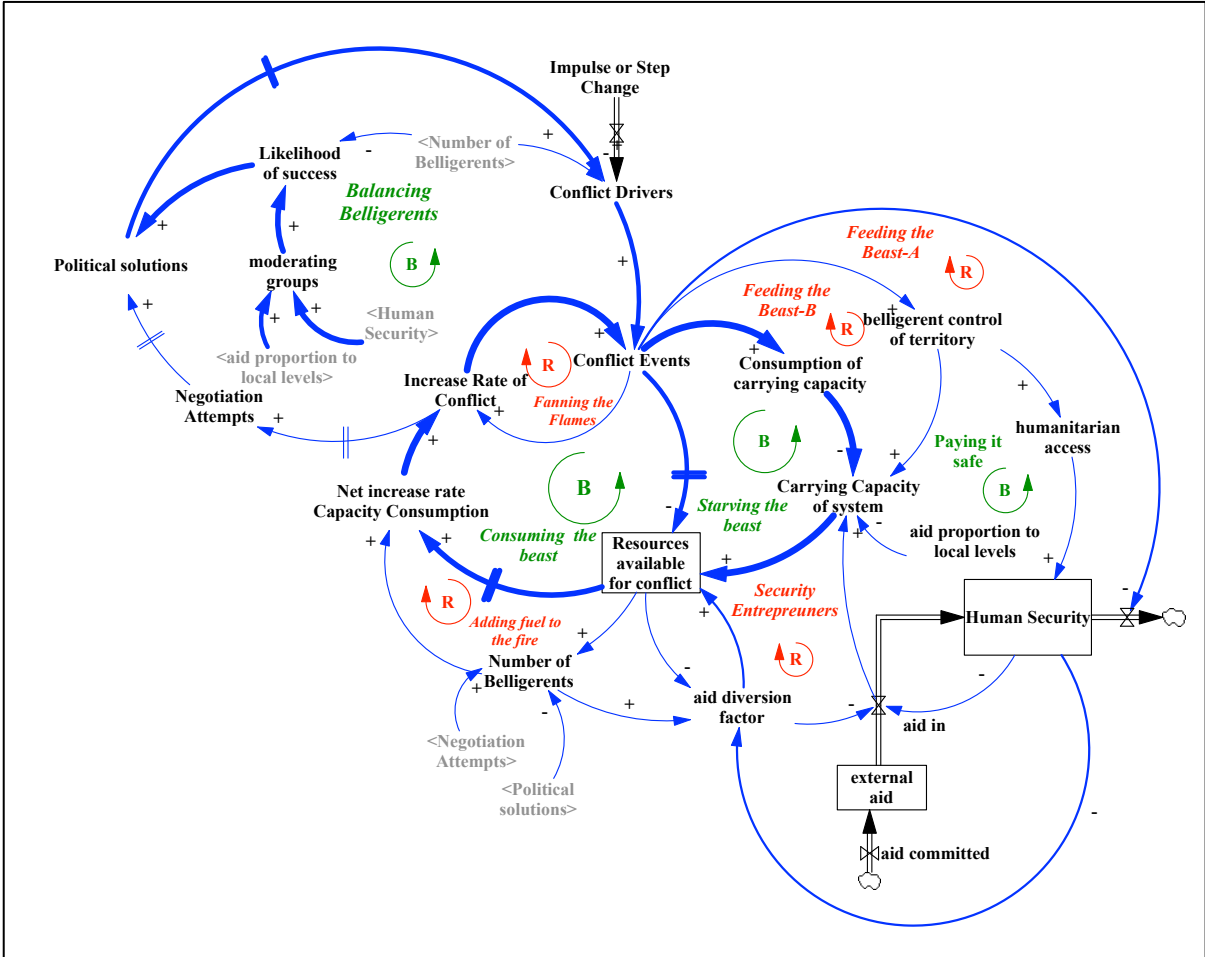 Impulse or Step
Change
+
<Number of
Belligerents>
-
+
-
+
Likelihood
of success
Balancing
Belligerents
Conflict Drivers
+
+
Political solutions
moderating
groups
B
+
Feeding the
Beast-A
R
+
+
+
<Human
Security>
Feeding the
Beast-B
R
+
belligerent control
of territory
<aid proportion to
local levels>
+
R
Conflict Events
+
Consumption of
carrying capacity
+
Negotiation
Attempts
+
Increase Rate of
Conflict
Fanning the
Flames
+
+
humanitarian
access
B
-
+
Paying it
safe
B
Net increase rate
Capacity Consumption
B
Starving the
beast
Carrying Capacity
of system
Consuming  the
beast
-
-
+
aid proportion to
local levels
+
+
Resources
available
for conflict
+
+
R
Adding fuel to
the fire
Security
Entrepruners
R
Human Security
-
+
+
Number of
Belligerents
+
-
-
-
+
aid diversion
factor
-
aid in
<Negotiation
Attempts>
<Political
solutions>
external
aid
-
aid committed